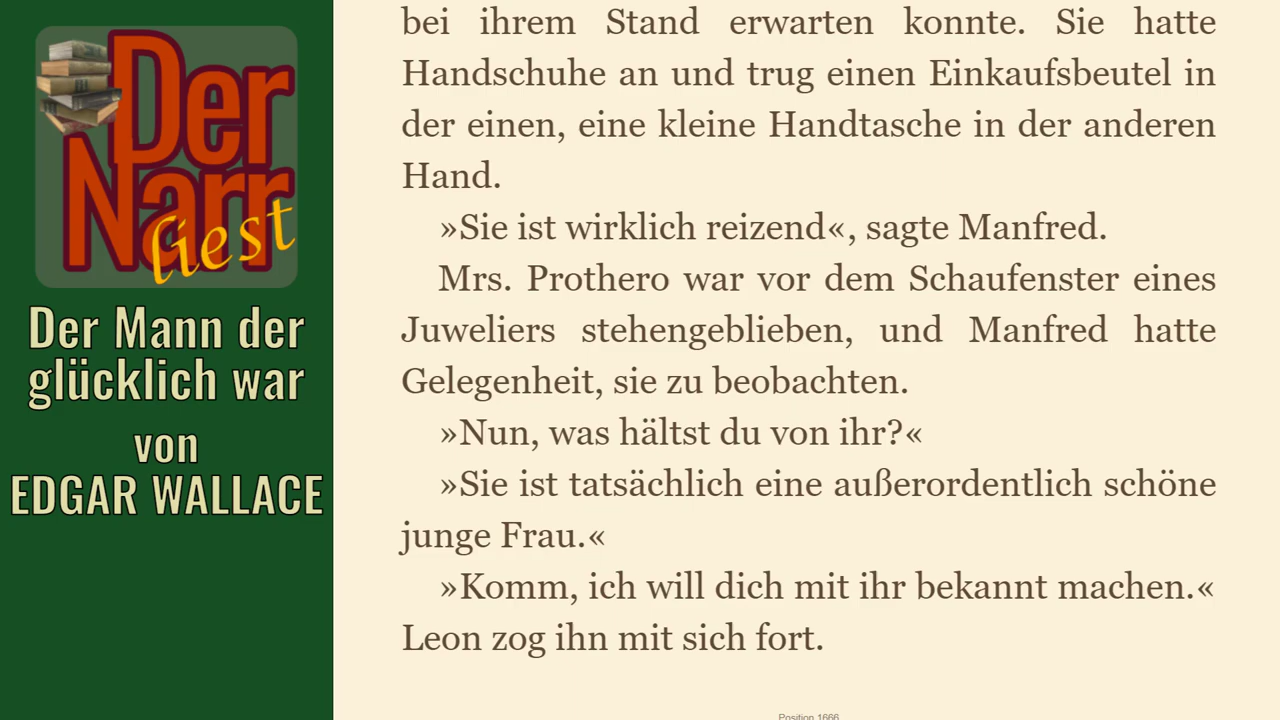 Der
Narr
liest
Der Mann der
glücklich war
von
EDGAR WALLACE
bei ihrem Stand erwarten konnte. Sie hatte
Handschuhe an und trug einen Einkaufsbeutel in
der einen, eine kleine Handtasche in der anderen
Hand.
»Sie ist wirklich reizend«, sagte Manfred.
Mrs. Prothero war vor dem Schaufenster eines
Juweliers stehengeblieben, und Manfred hatte
Gelegenheit, sie zu beobachten.
»Nun, was hältst du von ihr?«
»Sie ist tatsächlich eine außerordentlich schöne
junge Frau.«
»Komm, ich will dich mit ihr bekannt machen.«
Leon zog ihn mit sich fort.
Position 1666